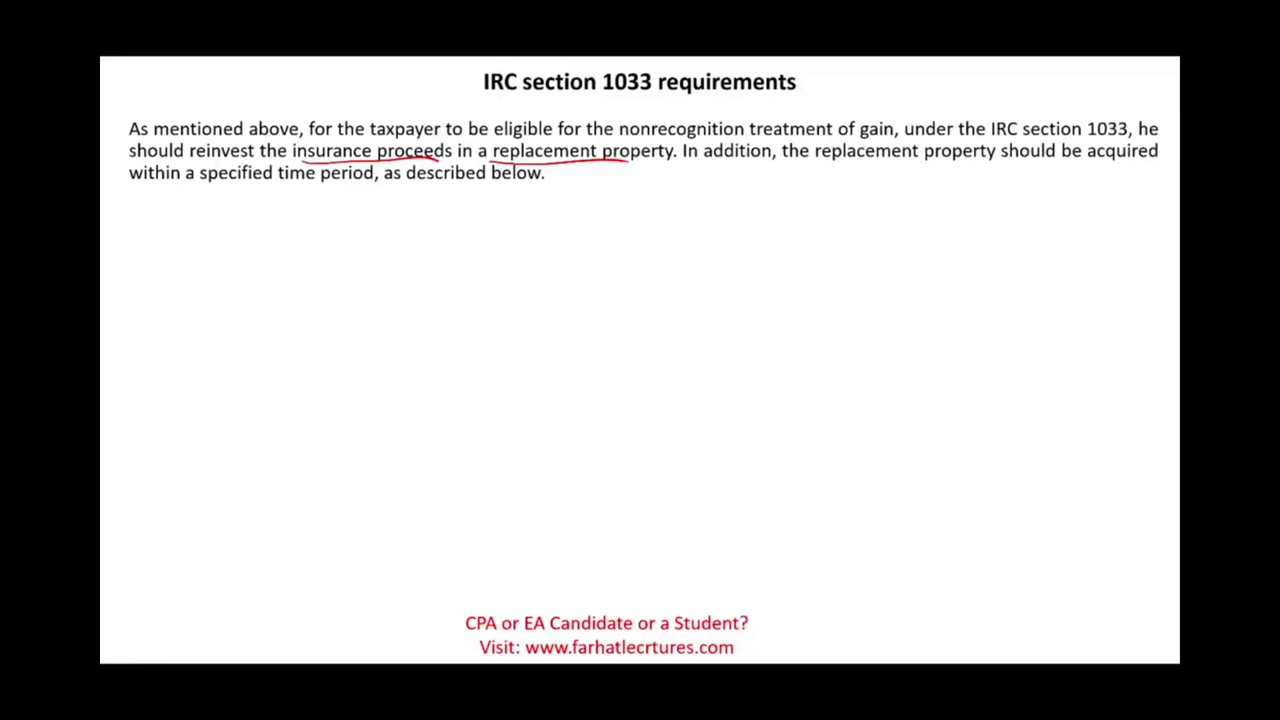 IRC section 1033 requirements
As mentioned above, for the taxpayer to be eligible for the nonrecognition treatment of gain, under the IRC section 1033, he
should reinvest the insurance proceeds in a replacement property. In addition, the replacement property should be acquired
within a specified time period, as described below.
CPA or EA Candidate or a Student?
Visit: www.farhatlecrtures.com